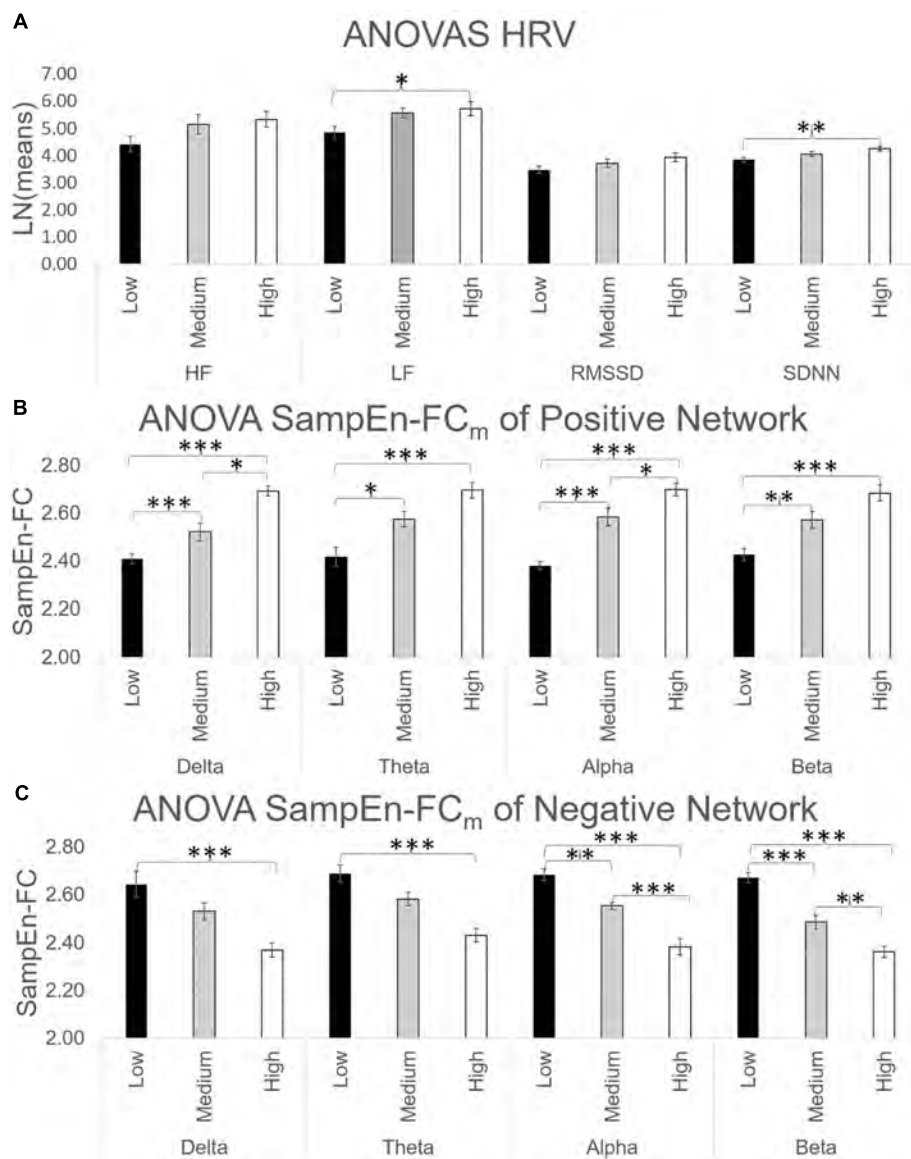 A
ANOVAS HRV
LN(means)
7.00
6.00
5.00
4.00
3.00
2.00
1.00
0.00
*
**
Low Medium High Low Medium High Low Medium High Low Medium High
HF LF RMSSD SDNN
B
ANOVA SampEn-FCm of Positive Network
SampEn-FC
2.80
2.60
2.40
2.20
2.00
*** * *** *** * *** *** * *** **
Low Medium High Low Medium High Low Medium High Low Medium High
Delta Theta Alpha Beta
C
ANOVA SampEn-FCm of Negative Network
SampEn-FC
2.80
2.60
2.40
2.20
2.00
*** *** *** ** *** *** *** **
Low Medium High Low Medium High Low Medium High Low Medium High
Delta Theta Alpha Beta